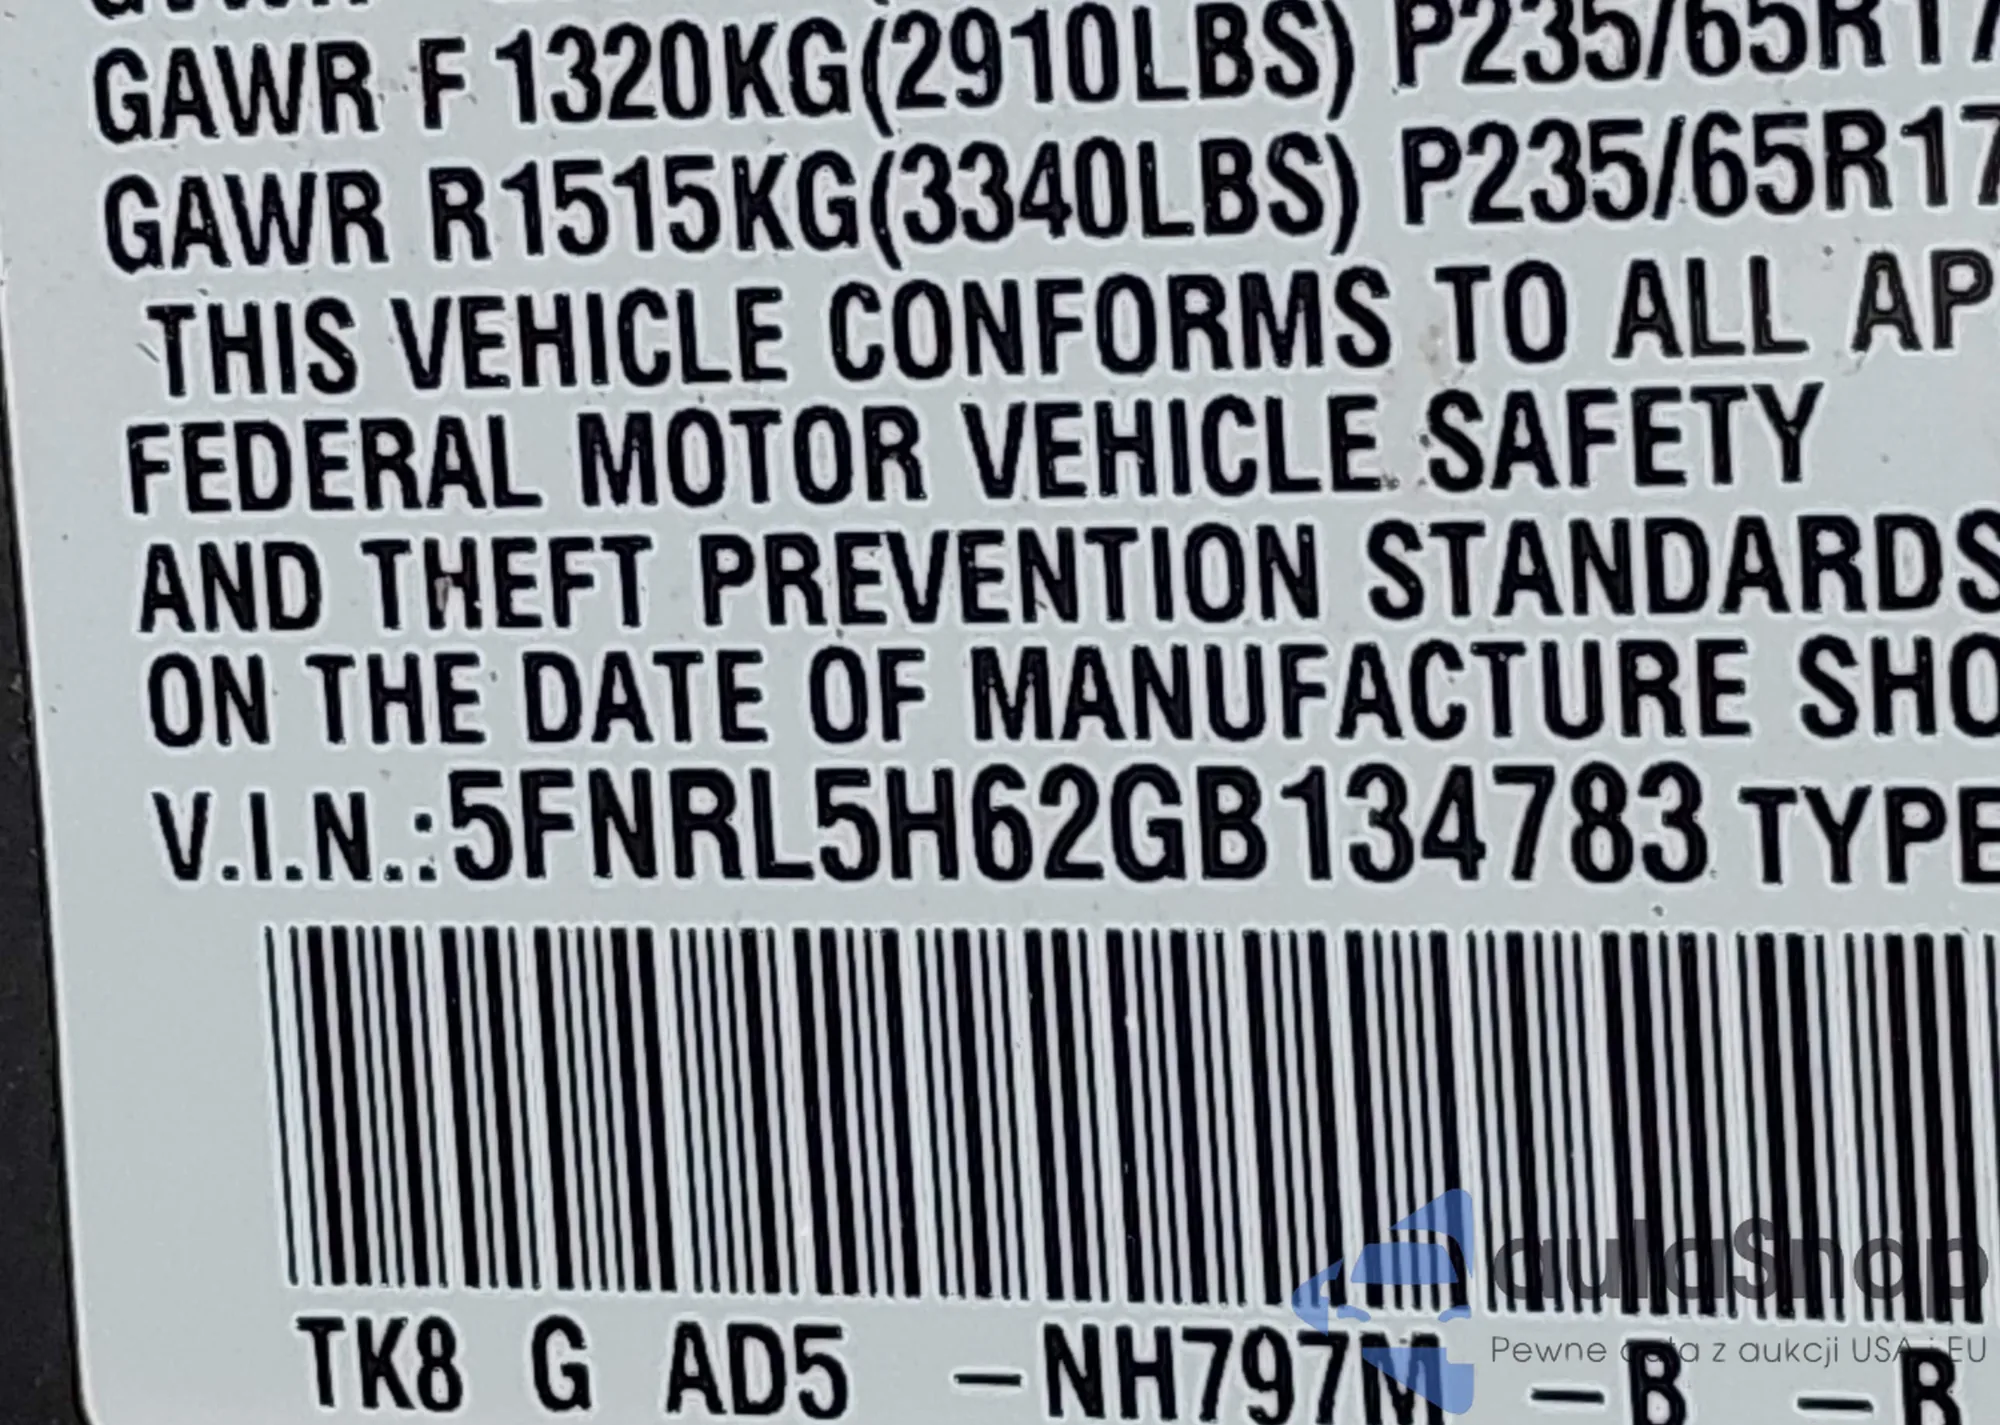 GAWR F 1320KG(2910LBS) P235/65R17
GAWR R1515KG(3340LBS) P235/65R17
THIS VEHICLE CONFORMS TO ALL AP
FEDERAL MOTOR VEHICLE SAFETY
AND THEFT PREVENTION STANDARDS
ON THE DATE OF MANUFACTURE SHO
V.I.N.:5FNRL5H62GB134783 TYPE
TK8 G AD5 –NH797M –B –B
aulaSnap
Pewne auta z aukcji USA i EU